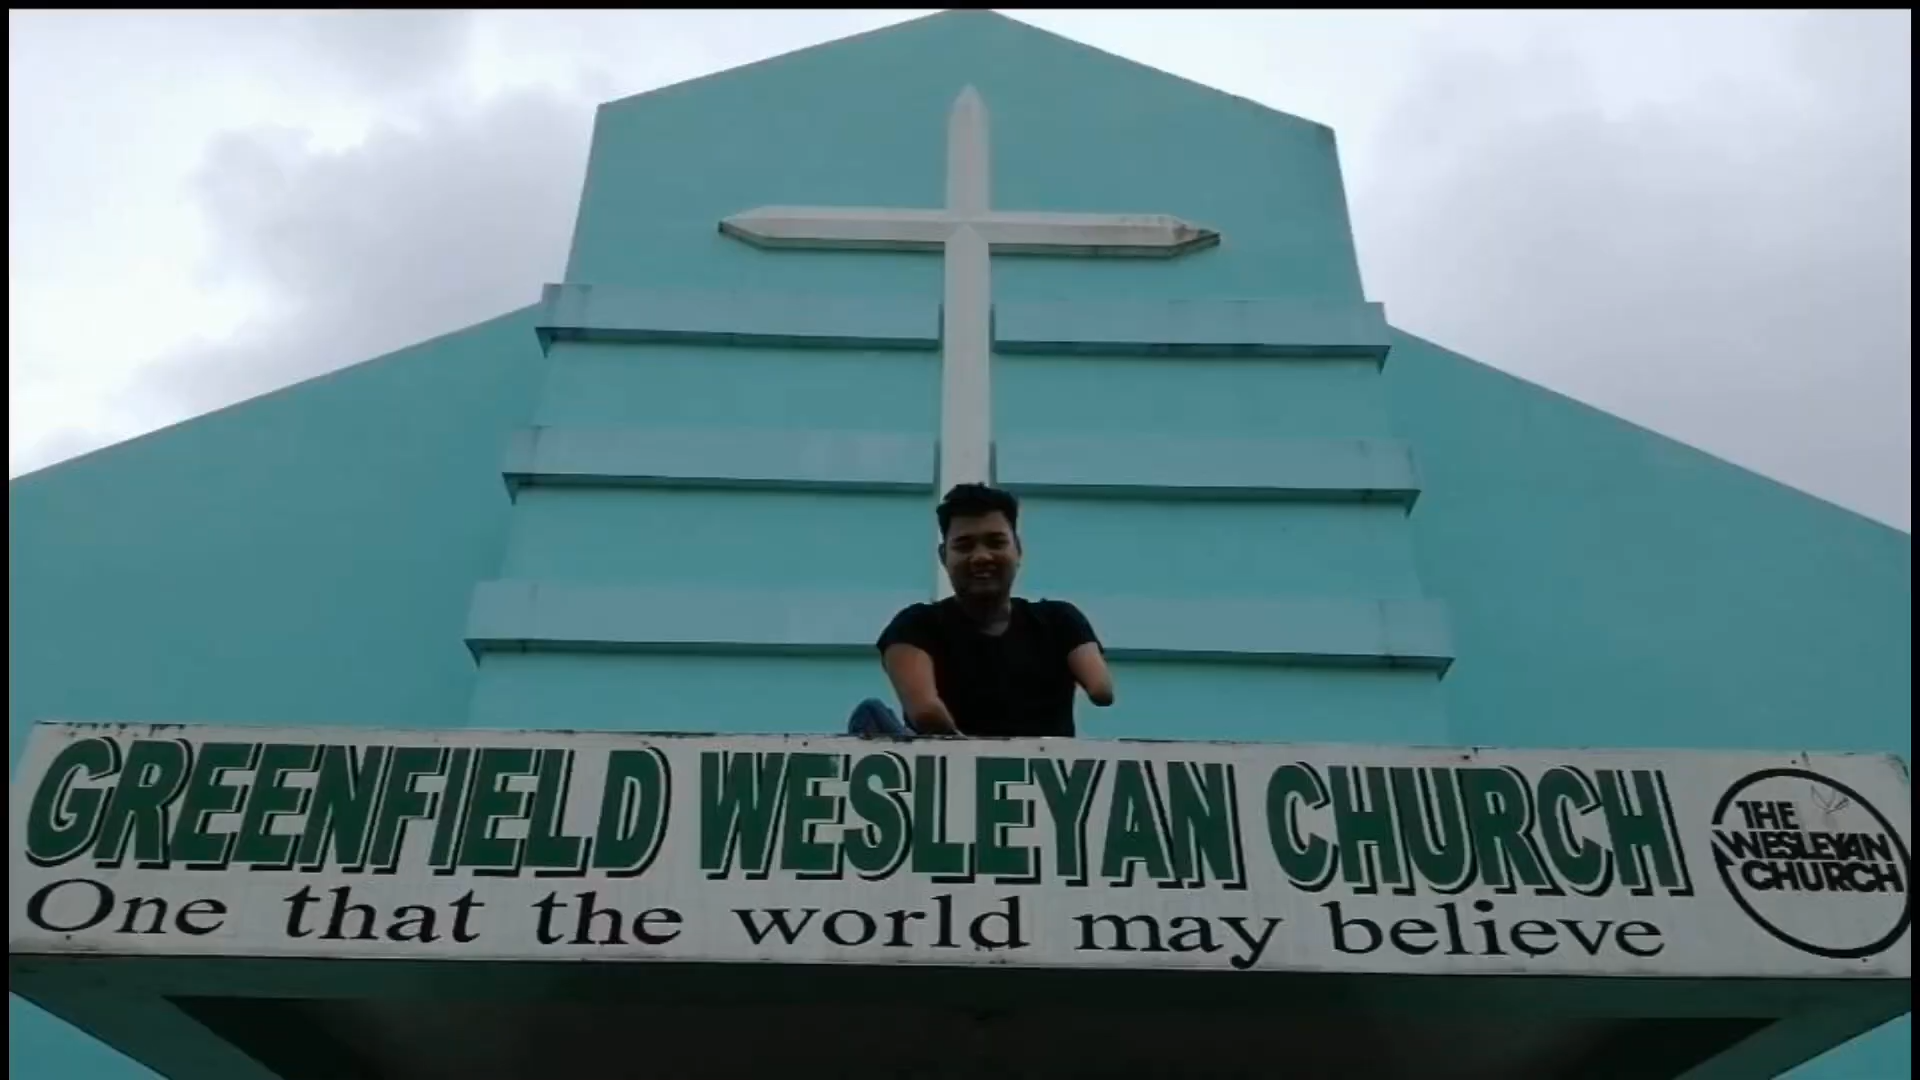 GREENFIELD WESLEYAN CHURCH
One that the world may believe
THE
WESLEYAN
CHURCH